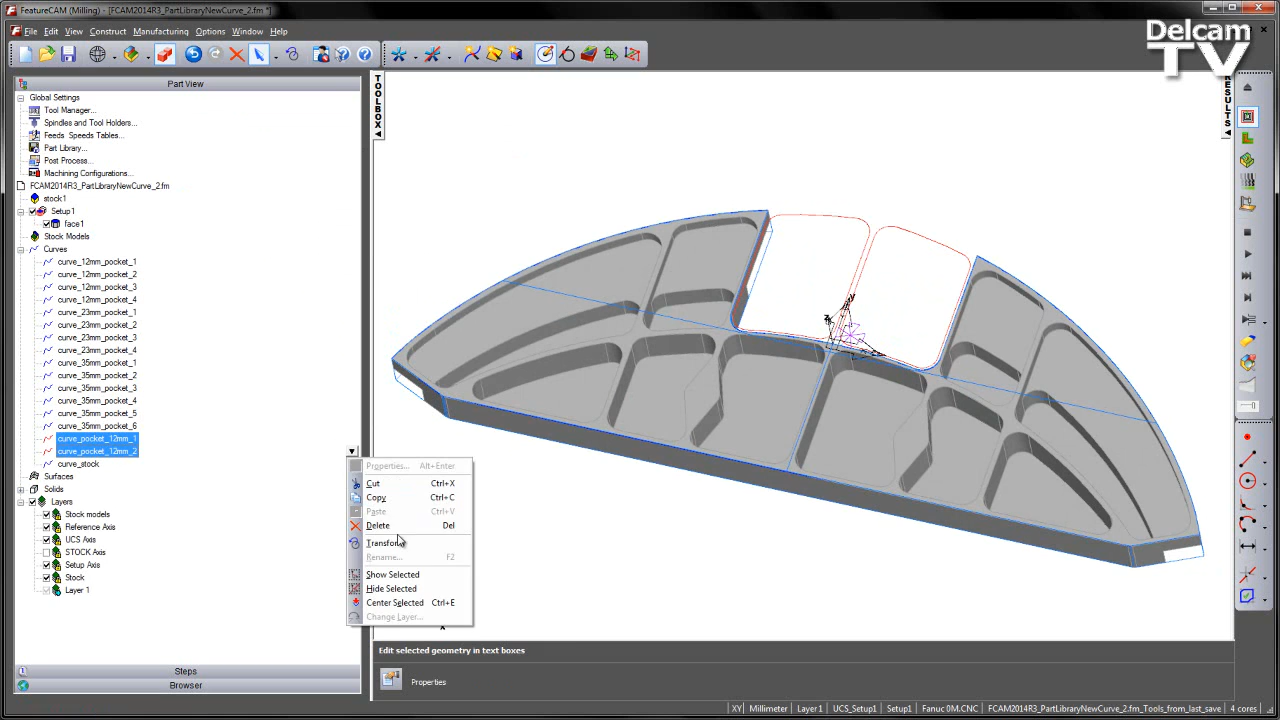 FeatureCAM (Milling) - [FCAM2014R3_PartLibraryNewCurve_2.fm *]
File Edit View Construct Manufacturing Options Window Help
Delcam
TV
Part View
TOOLBOX
RESULTS
Global Settings
Tool Manager...
Spindles and Tool Holders...
Feeds Speeds Tables...
Part Library...
Post Process...
Machining Configurations...
FCAM2014R3_PartLibraryNewCurve_2.fm
stock1
Setup1
face1
Stock Models
Curves
curve_12mm_pocket_1
curve_12mm_pocket_2
curve_12mm_pocket_3
curve_12mm_pocket_4
curve_23mm_pocket_1
curve_23mm_pocket_2
curve_23mm_pocket_3
curve_23mm_pocket_4
curve_35mm_pocket_1
curve_35mm_pocket_2
curve_35mm_pocket_3
curve_35mm_pocket_4
curve_35mm_pocket_5
curve_35mm_pocket_6
curve_pocket_12mm_1
curve_pocket_12mm_2
curve_stock
Surfaces
Solids
Layers
Stock models
Reference Axis
UCS Axis
STOCK Axis
Setup Axis
Stock
Layer 1
Properties... Alt+Enter
Cut Ctrl+X
Copy Ctrl+C
Paste Ctrl+V
Delete Del
Transform
Rename... F2
Show Selected
Hide Selected
Center Selected Ctrl+E
Change Layer...
Edit selected geometry in text boxes
Properties
Steps
Browser
XY Millimeter Layer 1 UCS_Setup1 Setup1 Fanuc 0M.CNC FCAM2014R3_PartLibraryNewCurve_2.fm_Tools_from_last_save 4 cores